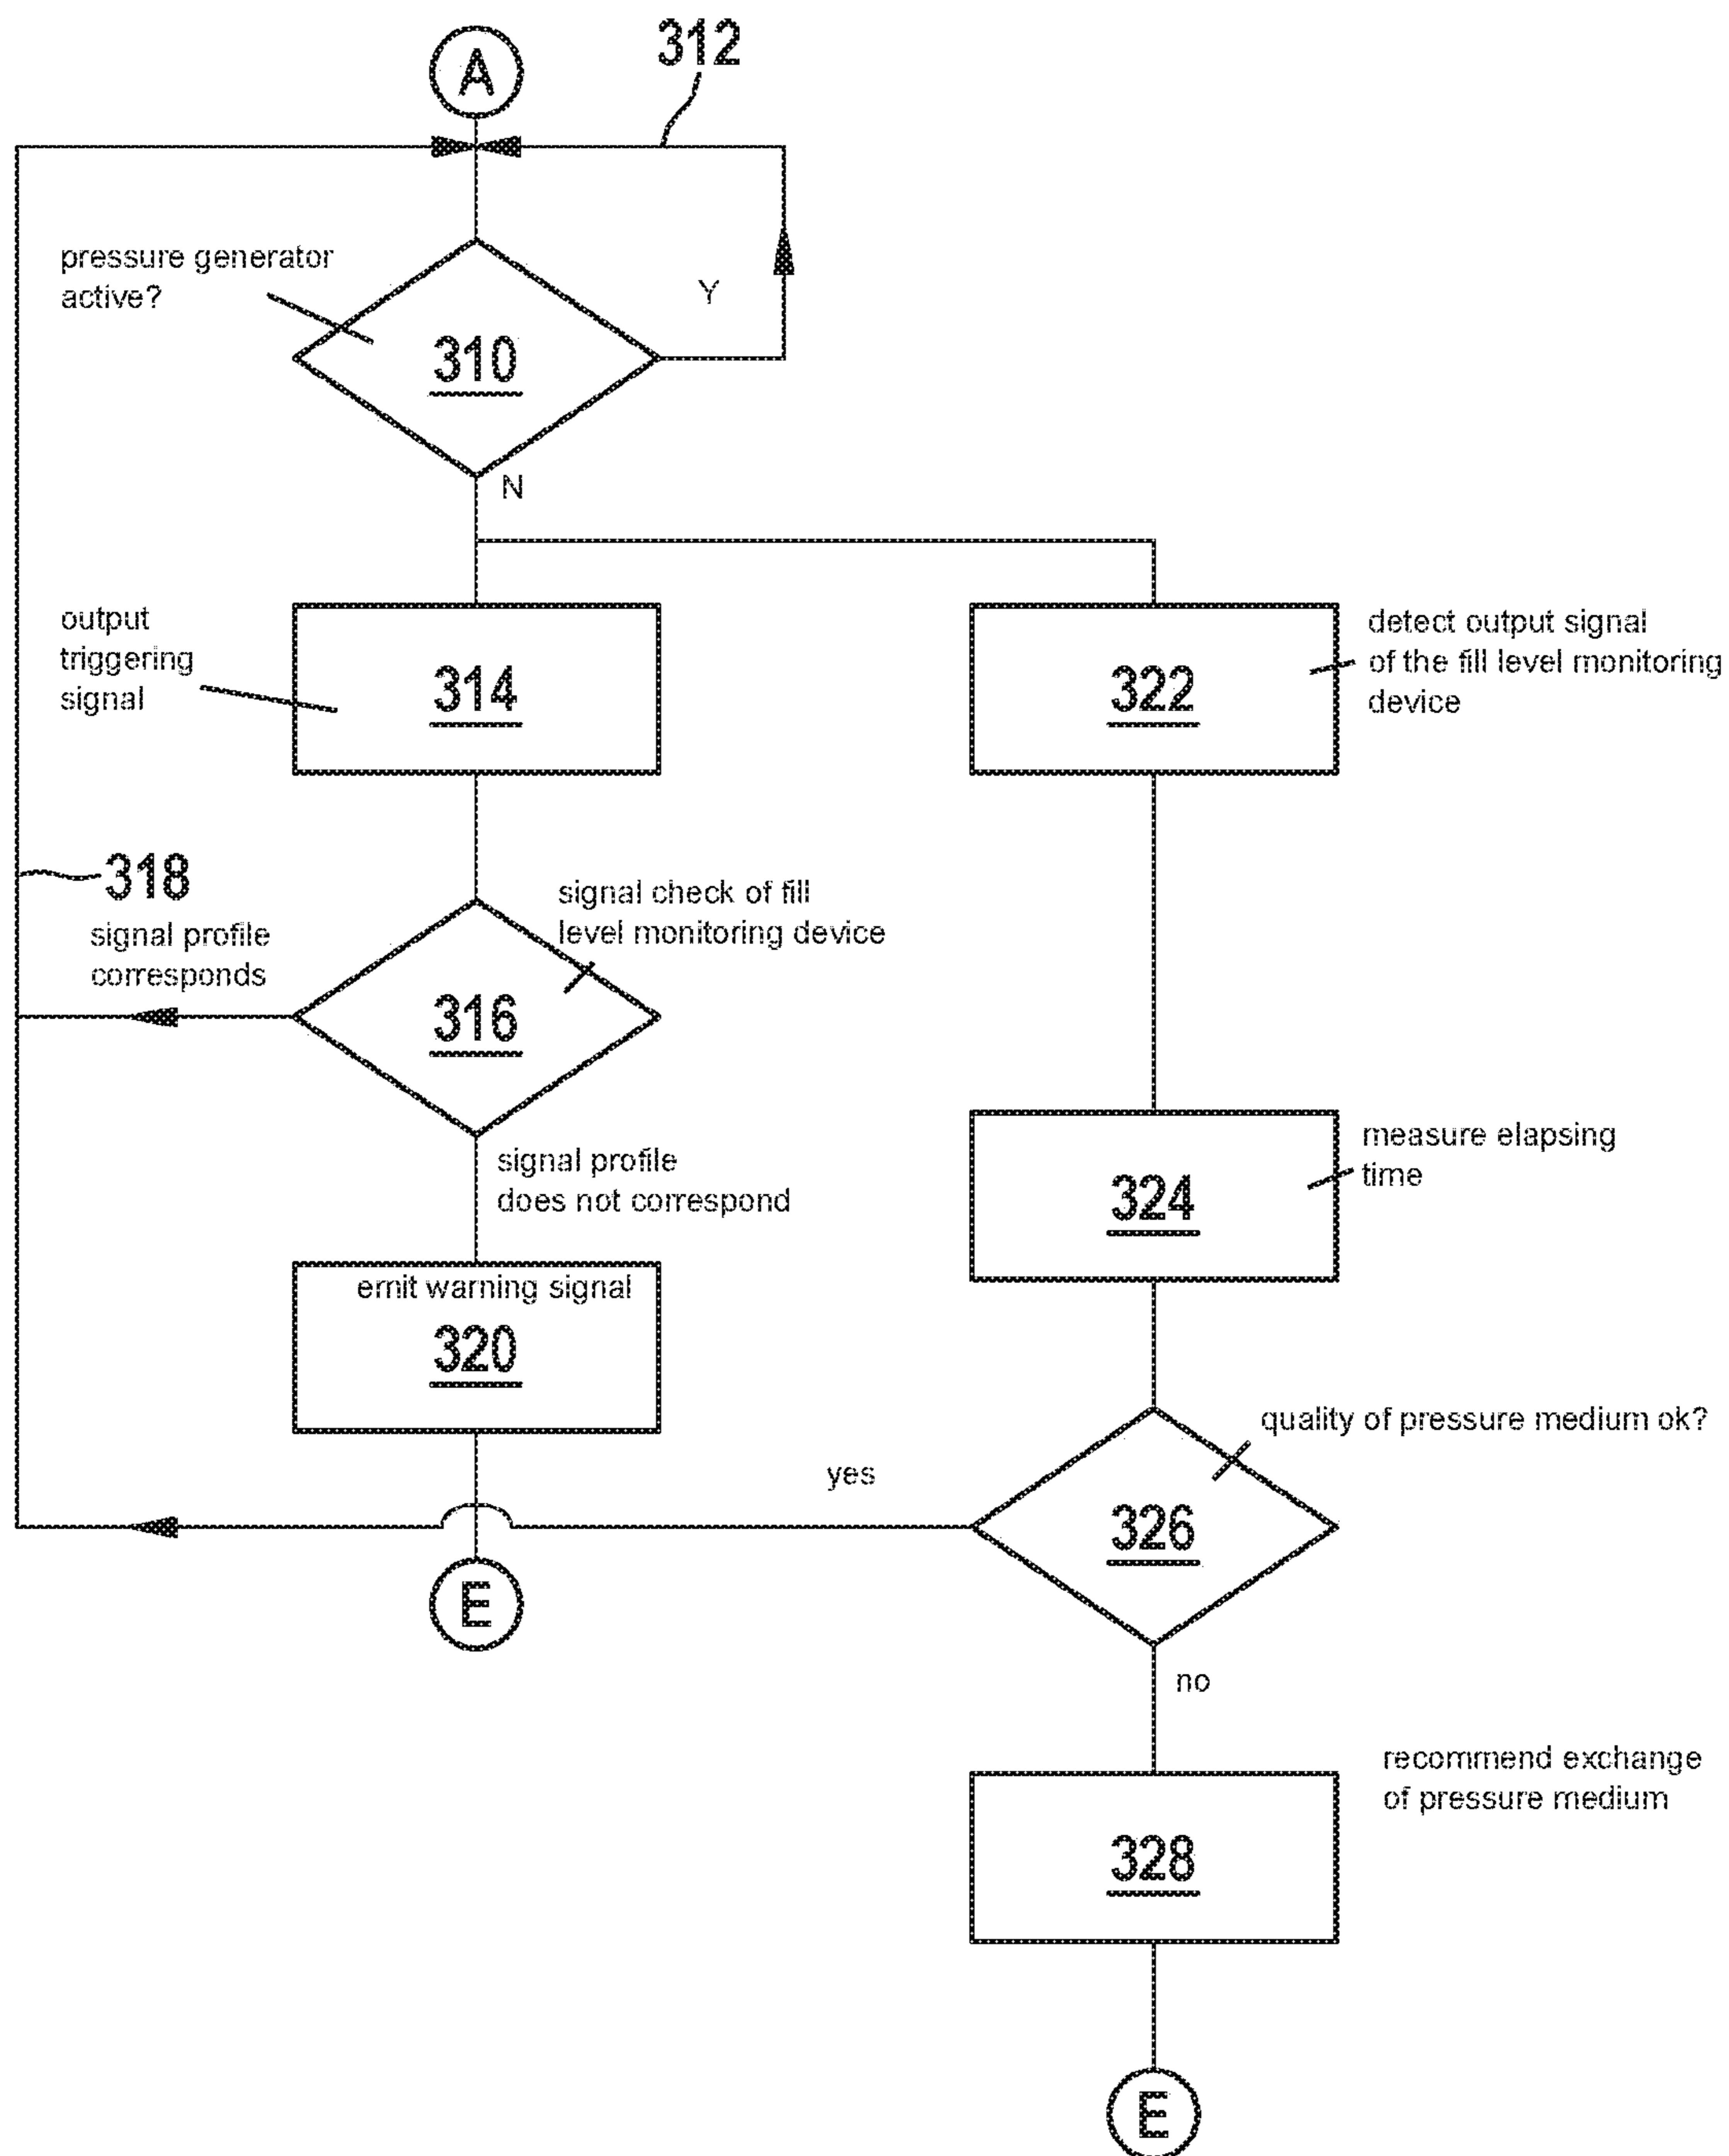 A
312
pressure generator
active?
Y
310
N
output
triggering
signal
314
322
detect output signal
of the fill level monitoring
device
318
signal profile
corresponds
signal check of fill
level monitoring device
316
signal profile
does not correspond
measure elapsing
time
324
emit warning signal
320
quality of pressure medium ok?
yes
326
E
no
recommend exchange
of pressure medium
328
E